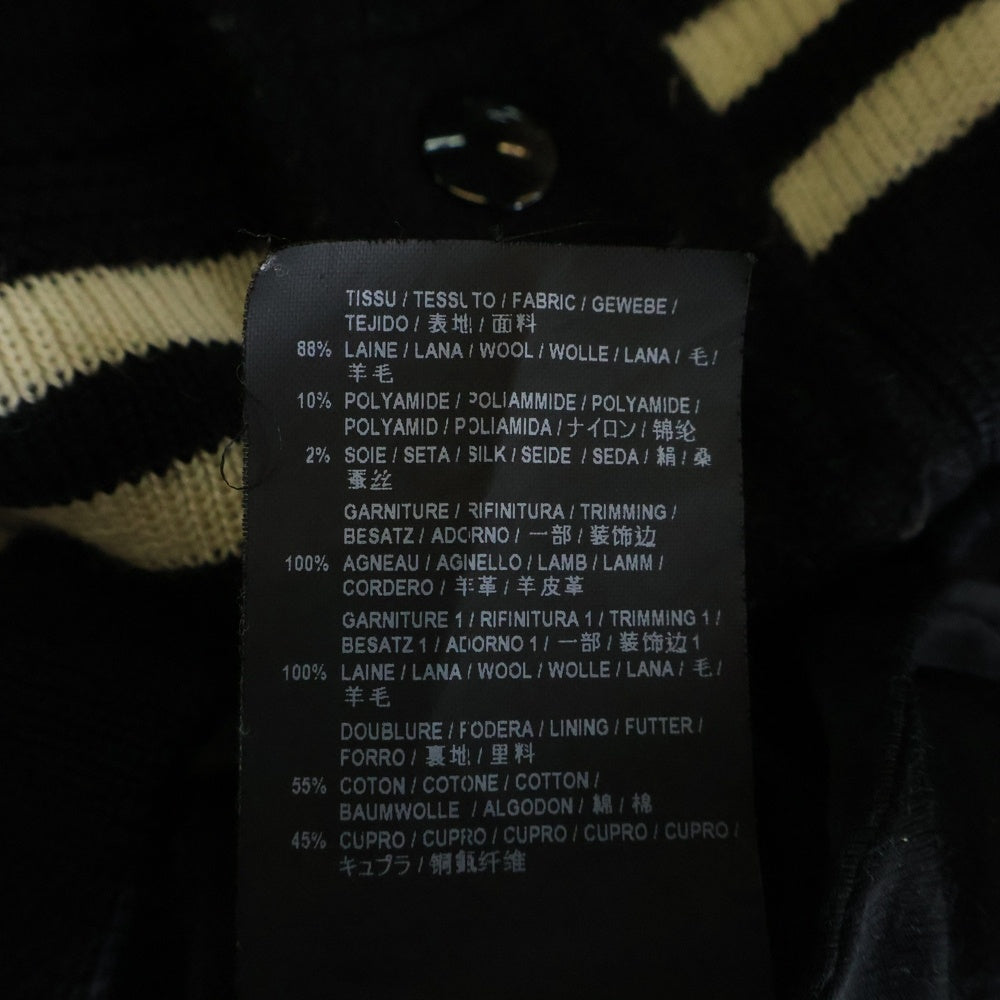 TISSU / TESSUTO / FABRIC / GEWEBE /
TEJIDO / 表地 / 面料
88% LAINE / LANA / WOOL / WOLLE / LANA / 毛 /
羊毛
10% POLYAMIDE / POLIAMMIDE / POLYAMIDE /
POLYAMID / POLIAMIDA / ナイロン / 锦纶
2% SOIE / SETA / SILK / SEIDE / SEDA / 絹 / 桑
蚕丝
GARNITURE / RIFINITURA / TRIMMING /
BESATZ / ADORNO / 一部 / 装饰边
100% AGNEAU / AGNELLO / LAMB / LAMM /
CORDERO / 羊革 / 羊皮革
GARNITURE 1 / RIFINITURA 1 / TRIMMING 1 /
BESATZ 1 / ADORNO 1 / 一部 / 装饰边1
100% LAINE / LANA / WOOL / WOLLE / LANA / 毛 /
羊毛
DOUBLURE / FODERA / LINING / FUTTER /
FORRO / 裏地 / 里料
55% COTON / COTONE / COTTON /
BAUMWOLLE / ALGODON / 綿 / 棉
45% CUPRO / CUPRO / CUPRO / CUPRO / CUPRO /
キュプラ / 铜氨纤维